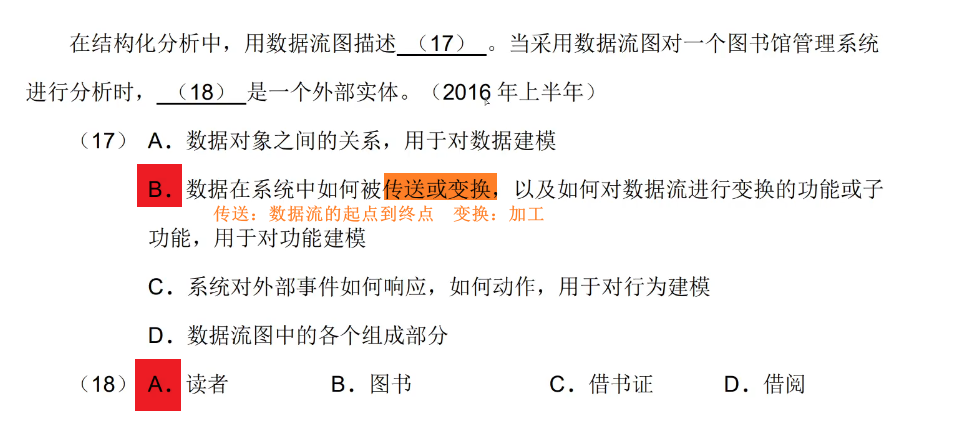 在结构化分析中，用数据流图描述 （17） 。当采用数据流图对一个图书馆管理系统
进行分析时， （18） 是一个外部实体。（2016 年上半年）
（17） A．数据对象之间的关系，用于对数据建模
B．数据在系统中如何被传送或变换，以及如何对数据流进行变换的功能或子
传送：数据流的起点到终点 变换：加工
功能，用于对功能建模
C．系统对外部事件如何响应，如何动作，用于对行为建模
D．数据流图中的各个组成部分
（18） A．读者 B．图书 C．借书证 D．借阅